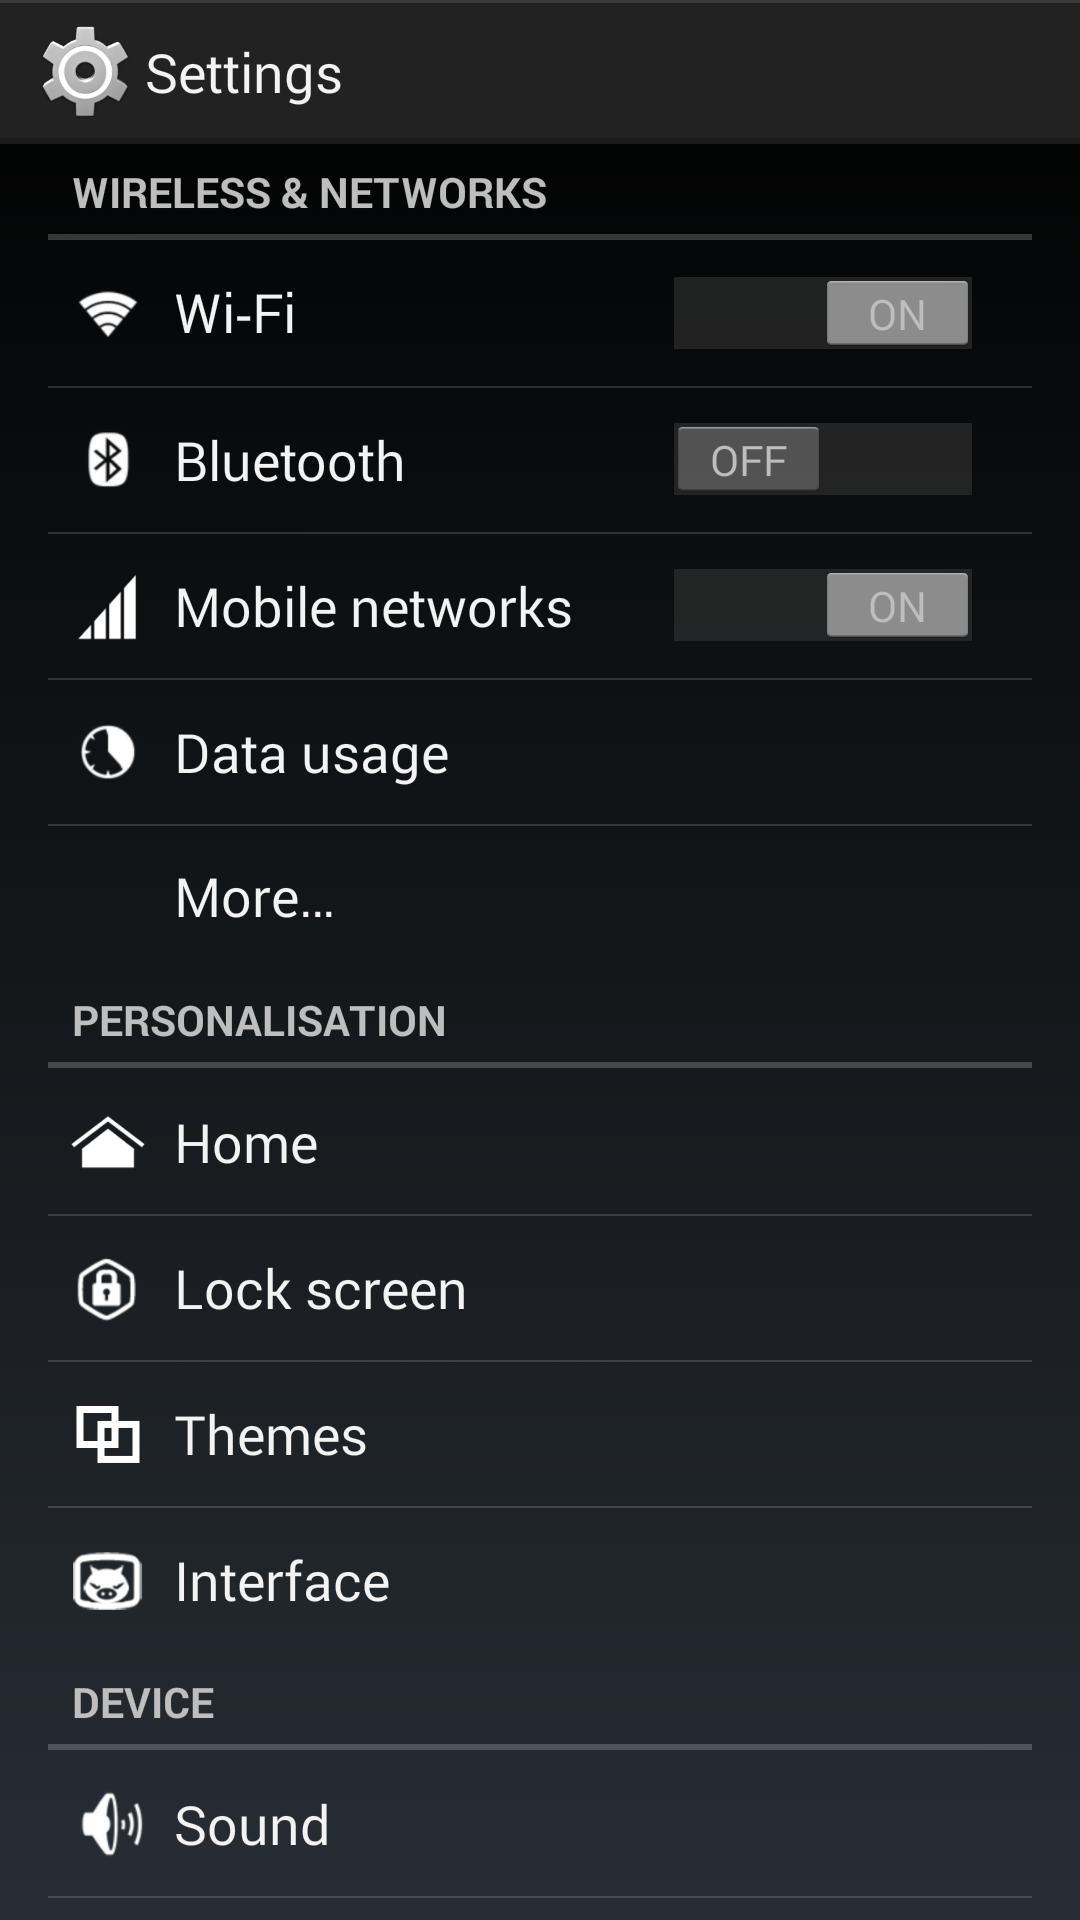 Settings
WIRELESS & NETWORKS
Wi-Fi
ON
Bluetooth
OFF
Mobile networks
ON
Data usage
More...
PERSONALISATION
Home
Lock screen
Themes
Interface
DEVICE
Sound